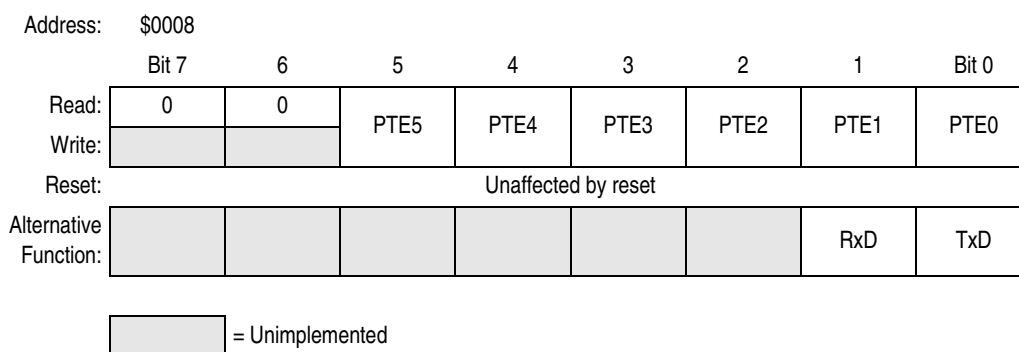 Address: $0008
Bit 7 6 5 4 3 2 1 Bit 0
Read: 0 0 PTE5 PTE4 PTE3 PTE2 PTE1 PTE0
Write:
Reset: Unaffected by reset
Alternative
Function: RxD TxD
= Unimplemented